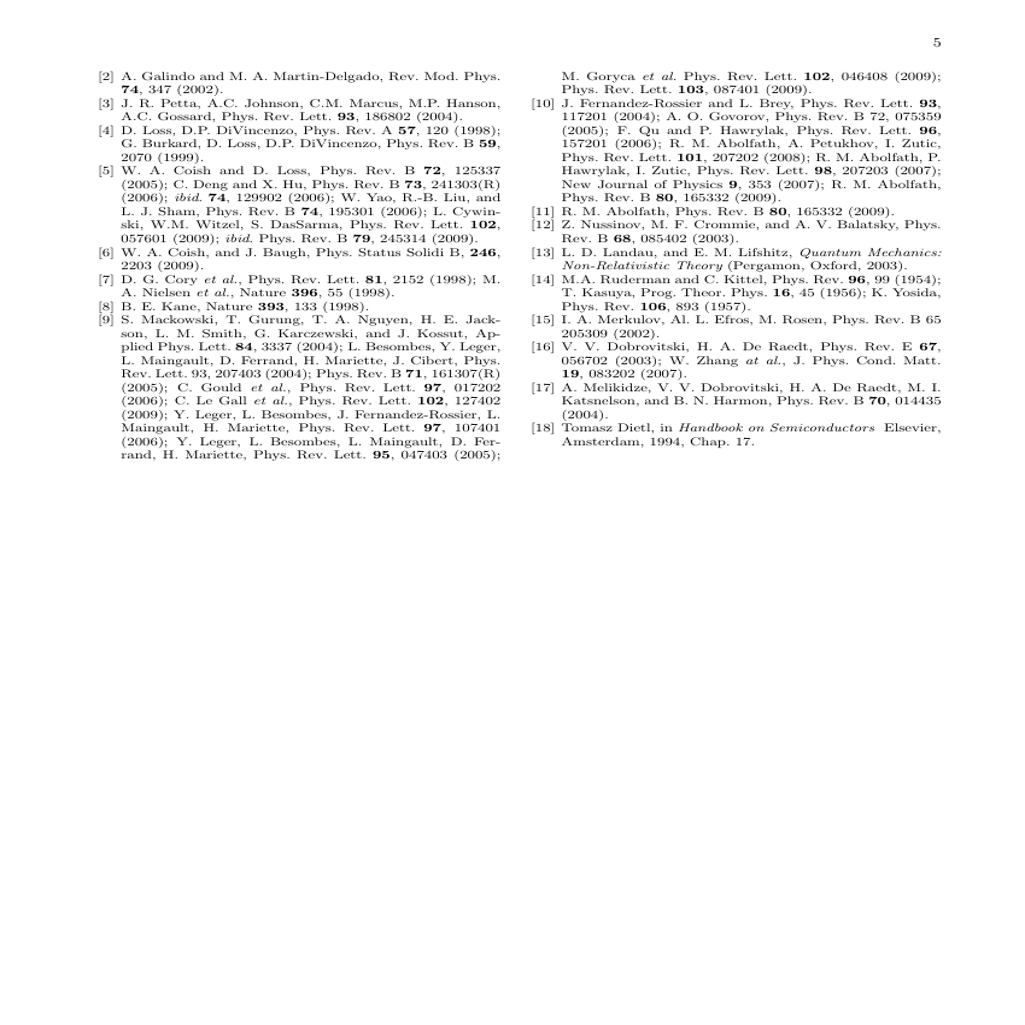 5
[2] A. Galindo and M. A. Martin-Delgado, Rev. Mod. Phys.
74, 347 (2002).
[3] J. R. Petta, A.C. Johnson, C.M. Marcus, M.P. Hanson,
A.C. Gossard, Phys. Rev. Lett. 93, 186802 (2004).
[4] D. Loss, D.P. DiVincenzo, Phys. Rev. A 57, 120 (1998);
G. Burkard, D. Loss, D.P. DiVincenzo, Phys. Rev. B 59,
2070 (1999).
[5] W. A. Coish and D. Loss, Phys. Rev. B 72, 125337
(2005); C. Deng and X. Hu, Phys. Rev. B 73, 241303(R)
(2006); ibid. 74, 129902 (2006); W. Yao, R.-B. Liu, and
L. J. Sham, Phys. Rev. B 74, 195301 (2006); L. Cywin-
ski, W.M. Witzel, S. DasSarma, Phys. Rev. Lett. 102,
057601 (2009); ibid. Phys. Rev. B 79, 245314 (2009).
[6] W. A. Coish, and J. Baugh, Phys. Status Solidi B, 246,
2203 (2009).
[7] D. G. Cory et al., Phys. Rev. Lett. 81, 2152 (1998); M.
A. Nielsen et al., Nature 396, 55 (1998).
[8] B. E. Kane, Nature 393, 133 (1998).
[9] S. Mackowski, T. Gurung, T. A. Nguyen, H. E. Jack-
son, L. M. Smith, G. Karczewski, and J. Kossut, Ap-
plied Phys. Lett. 84, 3337 (2004); L. Besombes, Y. Leger,
L. Maingault, D. Ferrand, H. Mariette, J. Cibert, Phys.
Rev. Lett. 93, 207403 (2004); Phys. Rev. B 71, 161307(R)
(2005); C. Gould et al., Phys. Rev. Lett. 97, 017202
(2006); C. Le Gall et al., Phys. Rev. Lett. 102, 127402
(2009); Y. Leger, L. Besombes, J. Fernandez-Rossier, L.
Maingault, H. Mariette, Phys. Rev. Lett. 97, 107401
(2006); Y. Leger, L. Besombes, L. Maingault, D. Fer-
rand, H. Mariette, Phys. Rev. Lett. 95, 047403 (2005);
M. Goryca et al. Phys. Rev. Lett. 102, 046408 (2009);
Phys. Rev. Lett. 103, 087401 (2009).
[10] J. Fernandez-Rossier and L. Brey, Phys. Rev. Lett. 93,
117201 (2004); A. O. Govorov, Phys. Rev. B 72, 075359
(2005); F. Qu and P. Hawrylak, Phys. Rev. Lett. 96,
157201 (2006); R. M. Abolfath, A. Petukhov, I. Zutic,
Phys. Rev. Lett. 101, 207202 (2008); R. M. Abolfath, P.
Hawrylak, I. Zutic, Phys. Rev. Lett. 98, 207203 (2007);
New Journal of Physics 9, 353 (2007); R. M. Abolfath,
Phys. Rev. B 80, 165332 (2009).
[11] R. M. Abolfath, Phys. Rev. B 80, 165332 (2009).
[12] Z. Nussinov, M. F. Crommie, and A. V. Balatsky, Phys.
Rev. B 68, 085402 (2003).
[13] L. D. Landau, and E. M. Lifshitz, Quantum Mechanics:
Non-Relativistic Theory (Pergamon, Oxford, 2003).
[14] M.A. Ruderman and C. Kittel, Phys. Rev. 96, 99 (1954);
T. Kasuya, Prog. Theor. Phys. 16, 45 (1956); K. Yosida,
Phys. Rev. 106, 893 (1957).
[15] I. A. Merkulov, Al. L. Efros, M. Rosen, Phys. Rev. B 65
205309 (2002).
[16] V. V. Dobrovitski, H. A. De Raedt, Phys. Rev. E 67,
056702 (2003); W. Zhang at al., J. Phys. Cond. Matt.
19, 083202 (2007).
[17] A. Melikidze, V. V. Dobrovitski, H. A. De Raedt, M. I.
Katsnelson, and B. N. Harmon, Phys. Rev. B 70, 014435
(2004).
[18] Tomasz Dietl, in Handbook on Semiconductors Elsevier,
Amsterdam, 1994, Chap. 17.